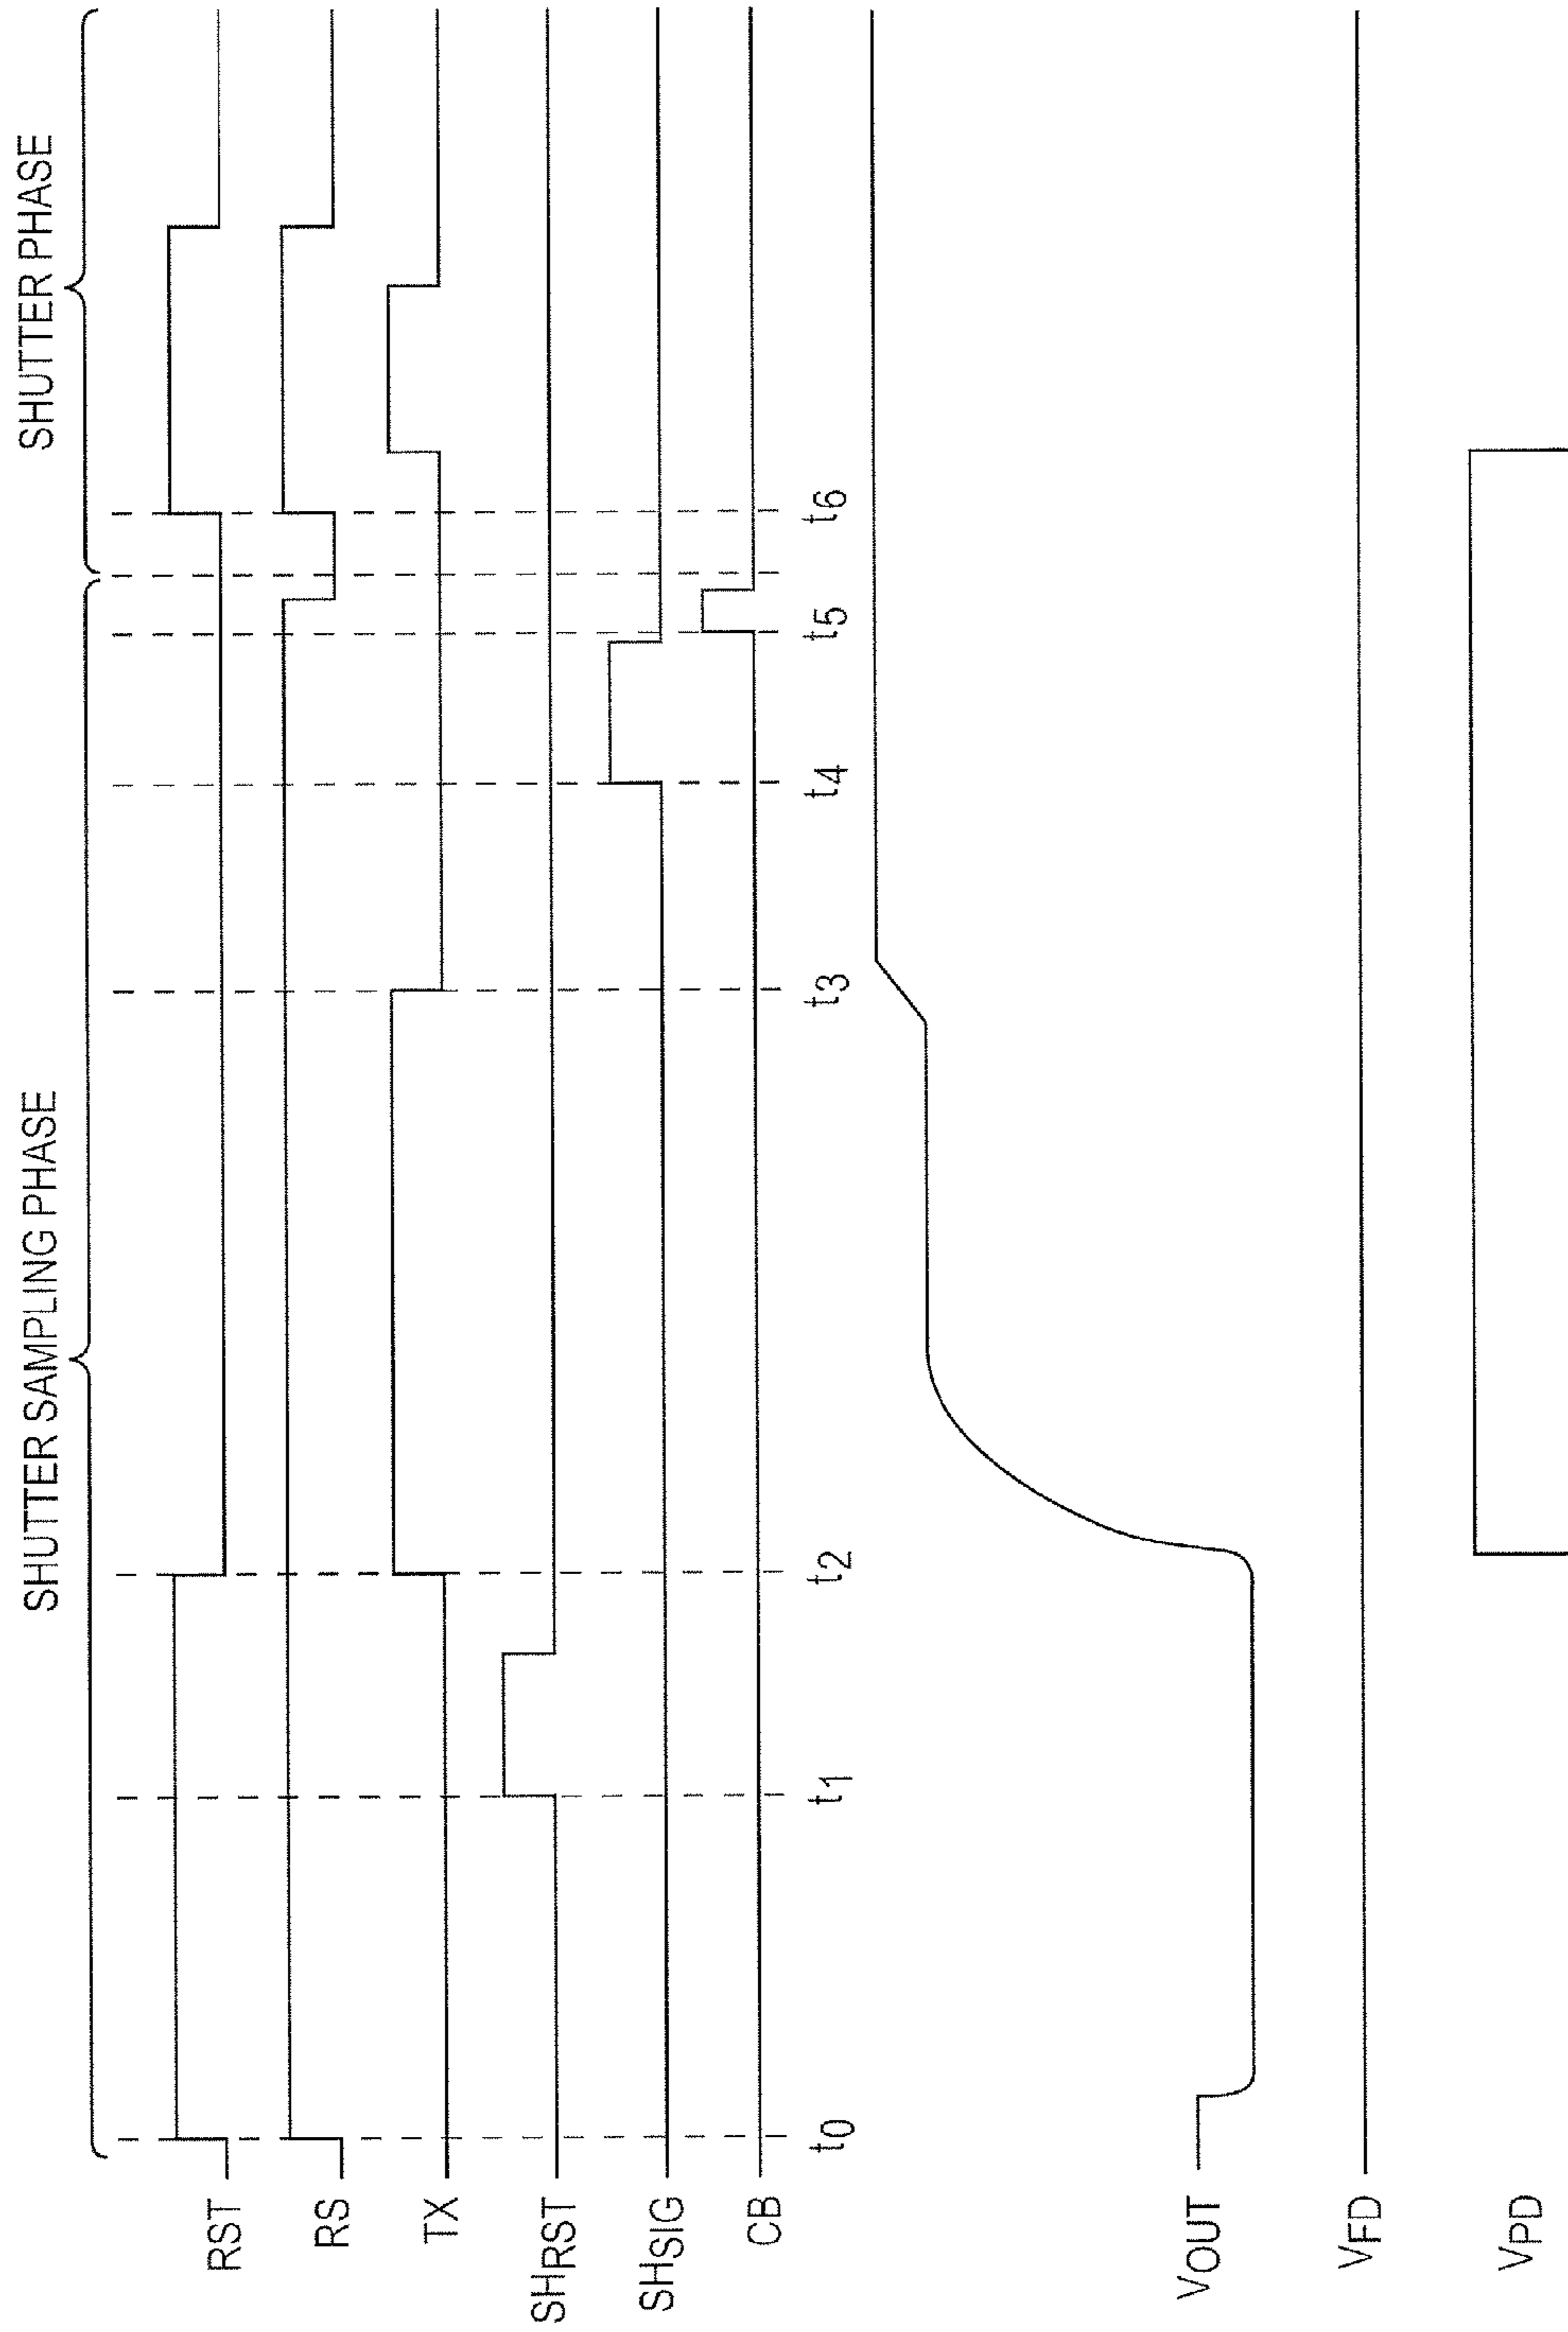 SHUTTER SAMPLING PHASE
SHUTTER PHASE
RST
RS
TX
SHRST
SHSIG
CB
t0
t1
t2
t3
t4
t5
t6
VOUT
VFD
VPD